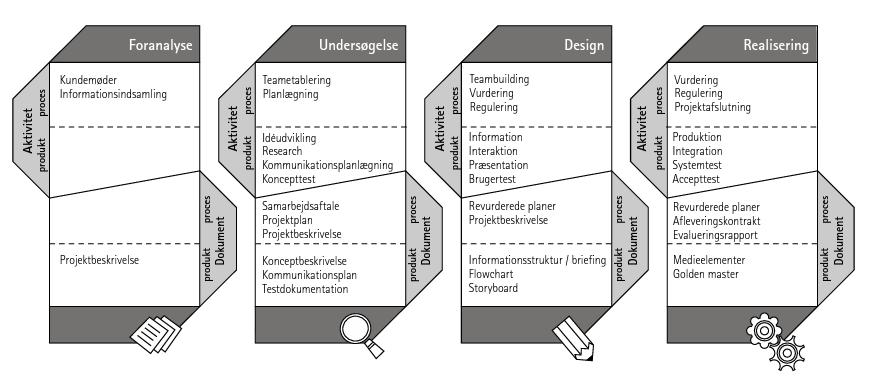 Foranalyse
Aktivitet
proces
produkt
Kundemøder
Informationsindsamling
Dokument
proces
produkt
Projektbeskrivelse
Undersøgelse
Aktivitet
proces
produkt
Teametablering
Planlægning
Idéudvikling
Research
Kommunikationsplanlægning
Koncepttest
Dokument
proces
produkt
Samarbejdsaftale
Projektplan
Projektbeskrivelse
Konceptbeskrivelse
Kommunikationsplan
Testdokumentation
Design
Aktivitet
proces
produkt
Teambuilding
Vurdering
Regulering
Information
Interaktion
Præsentation
Brugertest
Dokument
proces
produkt
Revurderede planer
Projektbeskrivelse
Informationsstruktur / briefing
Flowchart
Storyboard
Realisering
Aktivitet
proces
produkt
Vurdering
Regulering
Projektafslutning
Produktion
Integration
Systemtest
Accepttest
Dokument
proces
produkt
Revurderede planer
Afleveringskontrakt
Evalueringsrapport
Medieelementer
Golden master